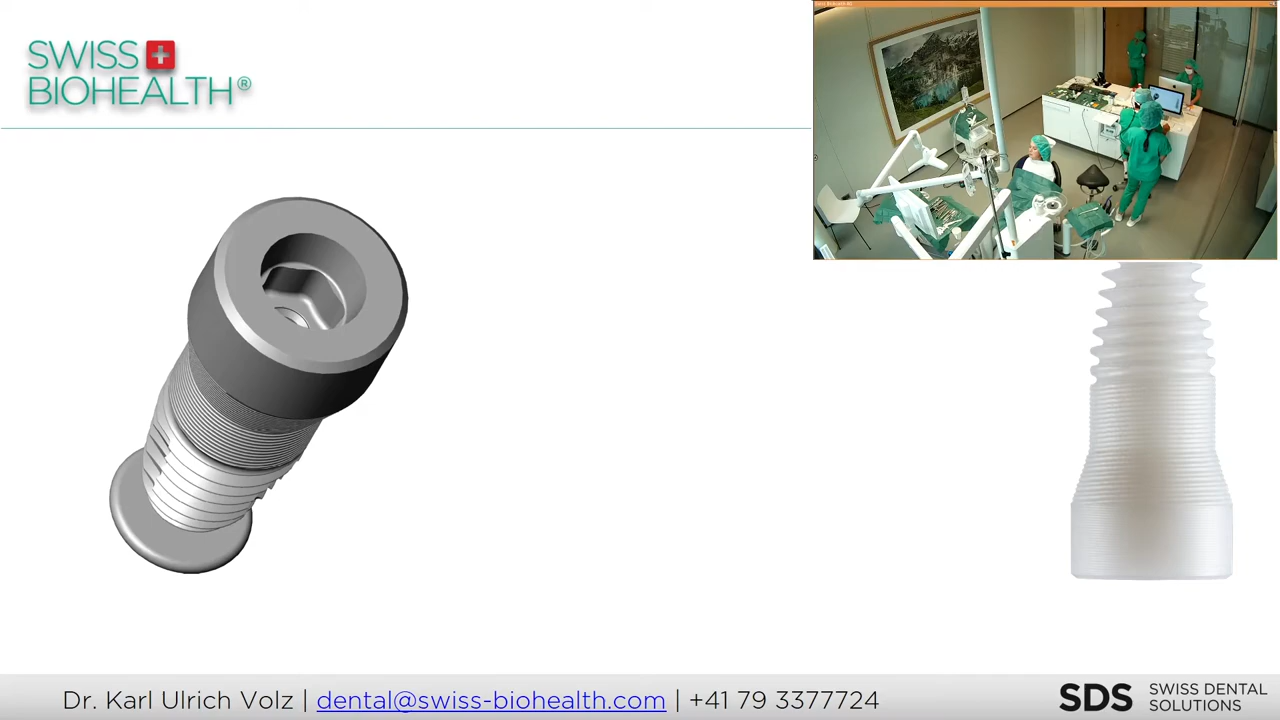 SWISS
BIOHEALTH®
Dr. Karl Ulrich Volz | dental@swiss-biohealth.com | +41 79 3377724
SDS SWISS DENTAL
SOLUTIONS